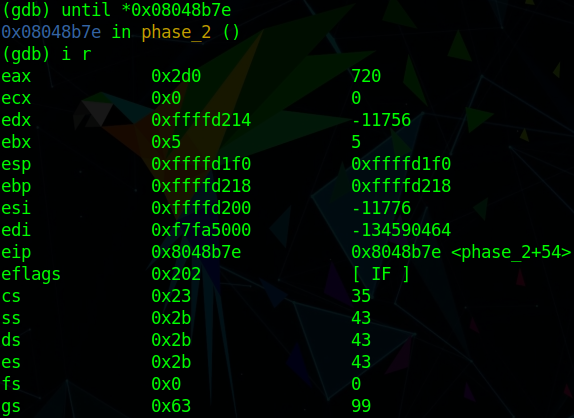 (gdb) until *0x08048b7e
0x08048b7e in phase_2 ()
(gdb) i r
eax            0x2d0               720
ecx            0x0                 0
edx            0xffffd214          -11756
ebx            0x5                 5
esp            0xffffd1f0          0xffffd1f0
ebp            0xffffd218          0xffffd218
esi            0xffffd200          -11776
edi            0xf7fa5000          -134590464
eip            0x8048b7e           0x8048b7e <phase_2+54>
eflags         0x202               [ IF ]
cs             0x23                35
ss             0x2b                43
ds             0x2b                43
es             0x2b                43
fs             0x0                 0
gs             0x63                99